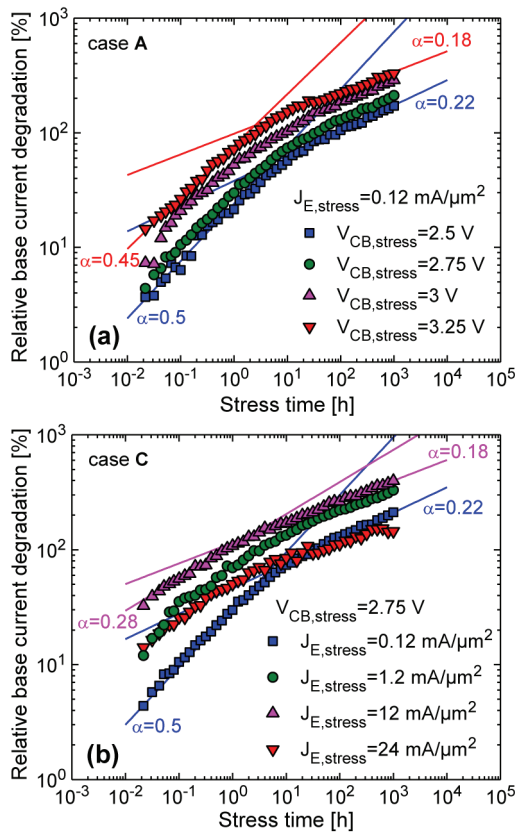 10³
10²
10¹
10⁰
Relative base current degradation [%]
case A
α=0.18
α=0.22
J_E,stress=0.12 mA/μm²
V_CB,stress=2.5 V
V_CB,stress=2.75 V
V_CB,stress=3 V
V_CB,stress=3.25 V
α=0.45
α=0.5
(a)
10⁻³ 10⁻² 10⁻¹ 10⁰ 10¹ 10² 10³ 10⁴ 10⁵
Stress time [h]
10³
10²
10¹
10⁰
Relative base current degradation [%]
case C
α=0.18
α=0.22
α=0.28
V_CB,stress=2.75 V
J_E,stress=0.12 mA/μm²
J_E,stress=1.2 mA/μm²
J_E,stress=12 mA/μm²
J_E,stress=24 mA/μm²
α=0.5
(b)
10⁻³ 10⁻² 10⁻¹ 10⁰ 10¹ 10² 10³ 10⁴ 10⁵
Stress time [h]